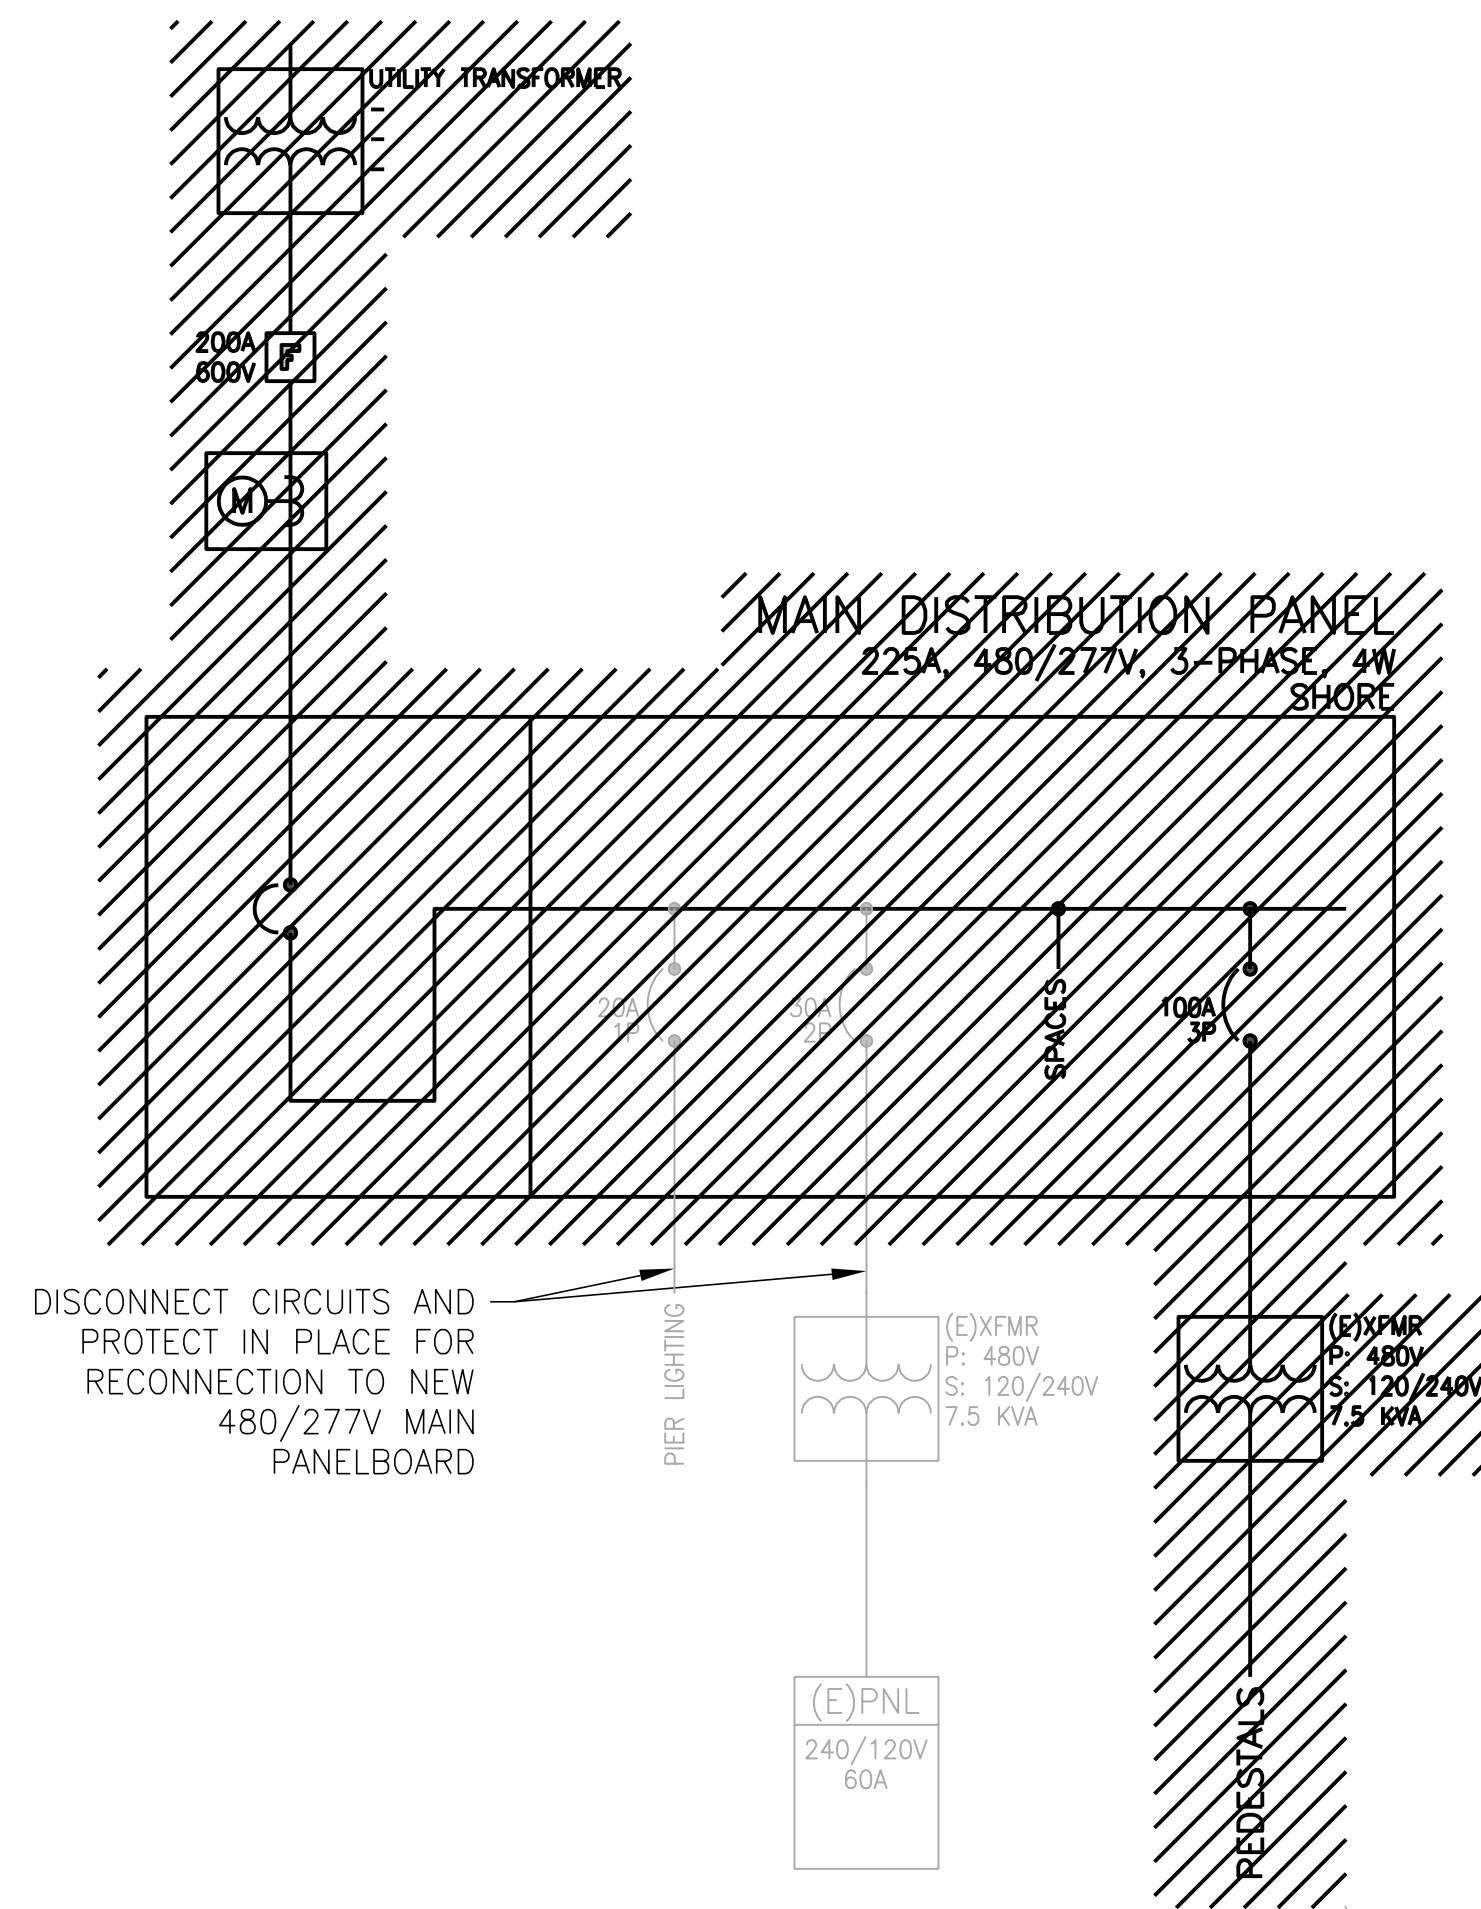 UTILITY TRANSFORMER
-
-
-
200A
600V
F
M
MAIN DISTRIBUTION PANEL
225A, 480/277V, 3-PHASE, 4W
SHORE
20A
1P
30A
2P
SPACES
100A
3P
DISCONNECT CIRCUITS AND
PROTECT IN PLACE FOR
RECONNECTION TO NEW
480/277V MAIN
PANELBOARD
PIER LIGHTING
(E)XFMR
P: 480V
S: 120/240V
7.5 KVA
(E)XFMR
P: 480V
S: 120/240V
7.5 KVA
(E)PNL
240/120V
60A
PEDESTALS